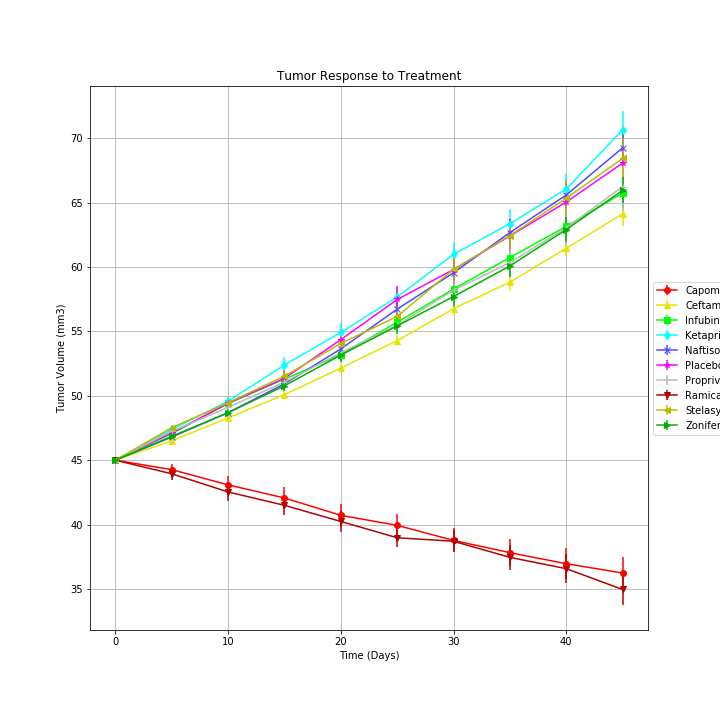 Tumor Response to Treatment
70
65
60
55
50
45
40
35
Tumor Volume (mm3)
0
10
20
30
40
Time (Days)
Capom
Ceftam
Infubin
Ketapri
Naftiso
Placebo
Propriv
Ramica
Stelasy
Zonifer